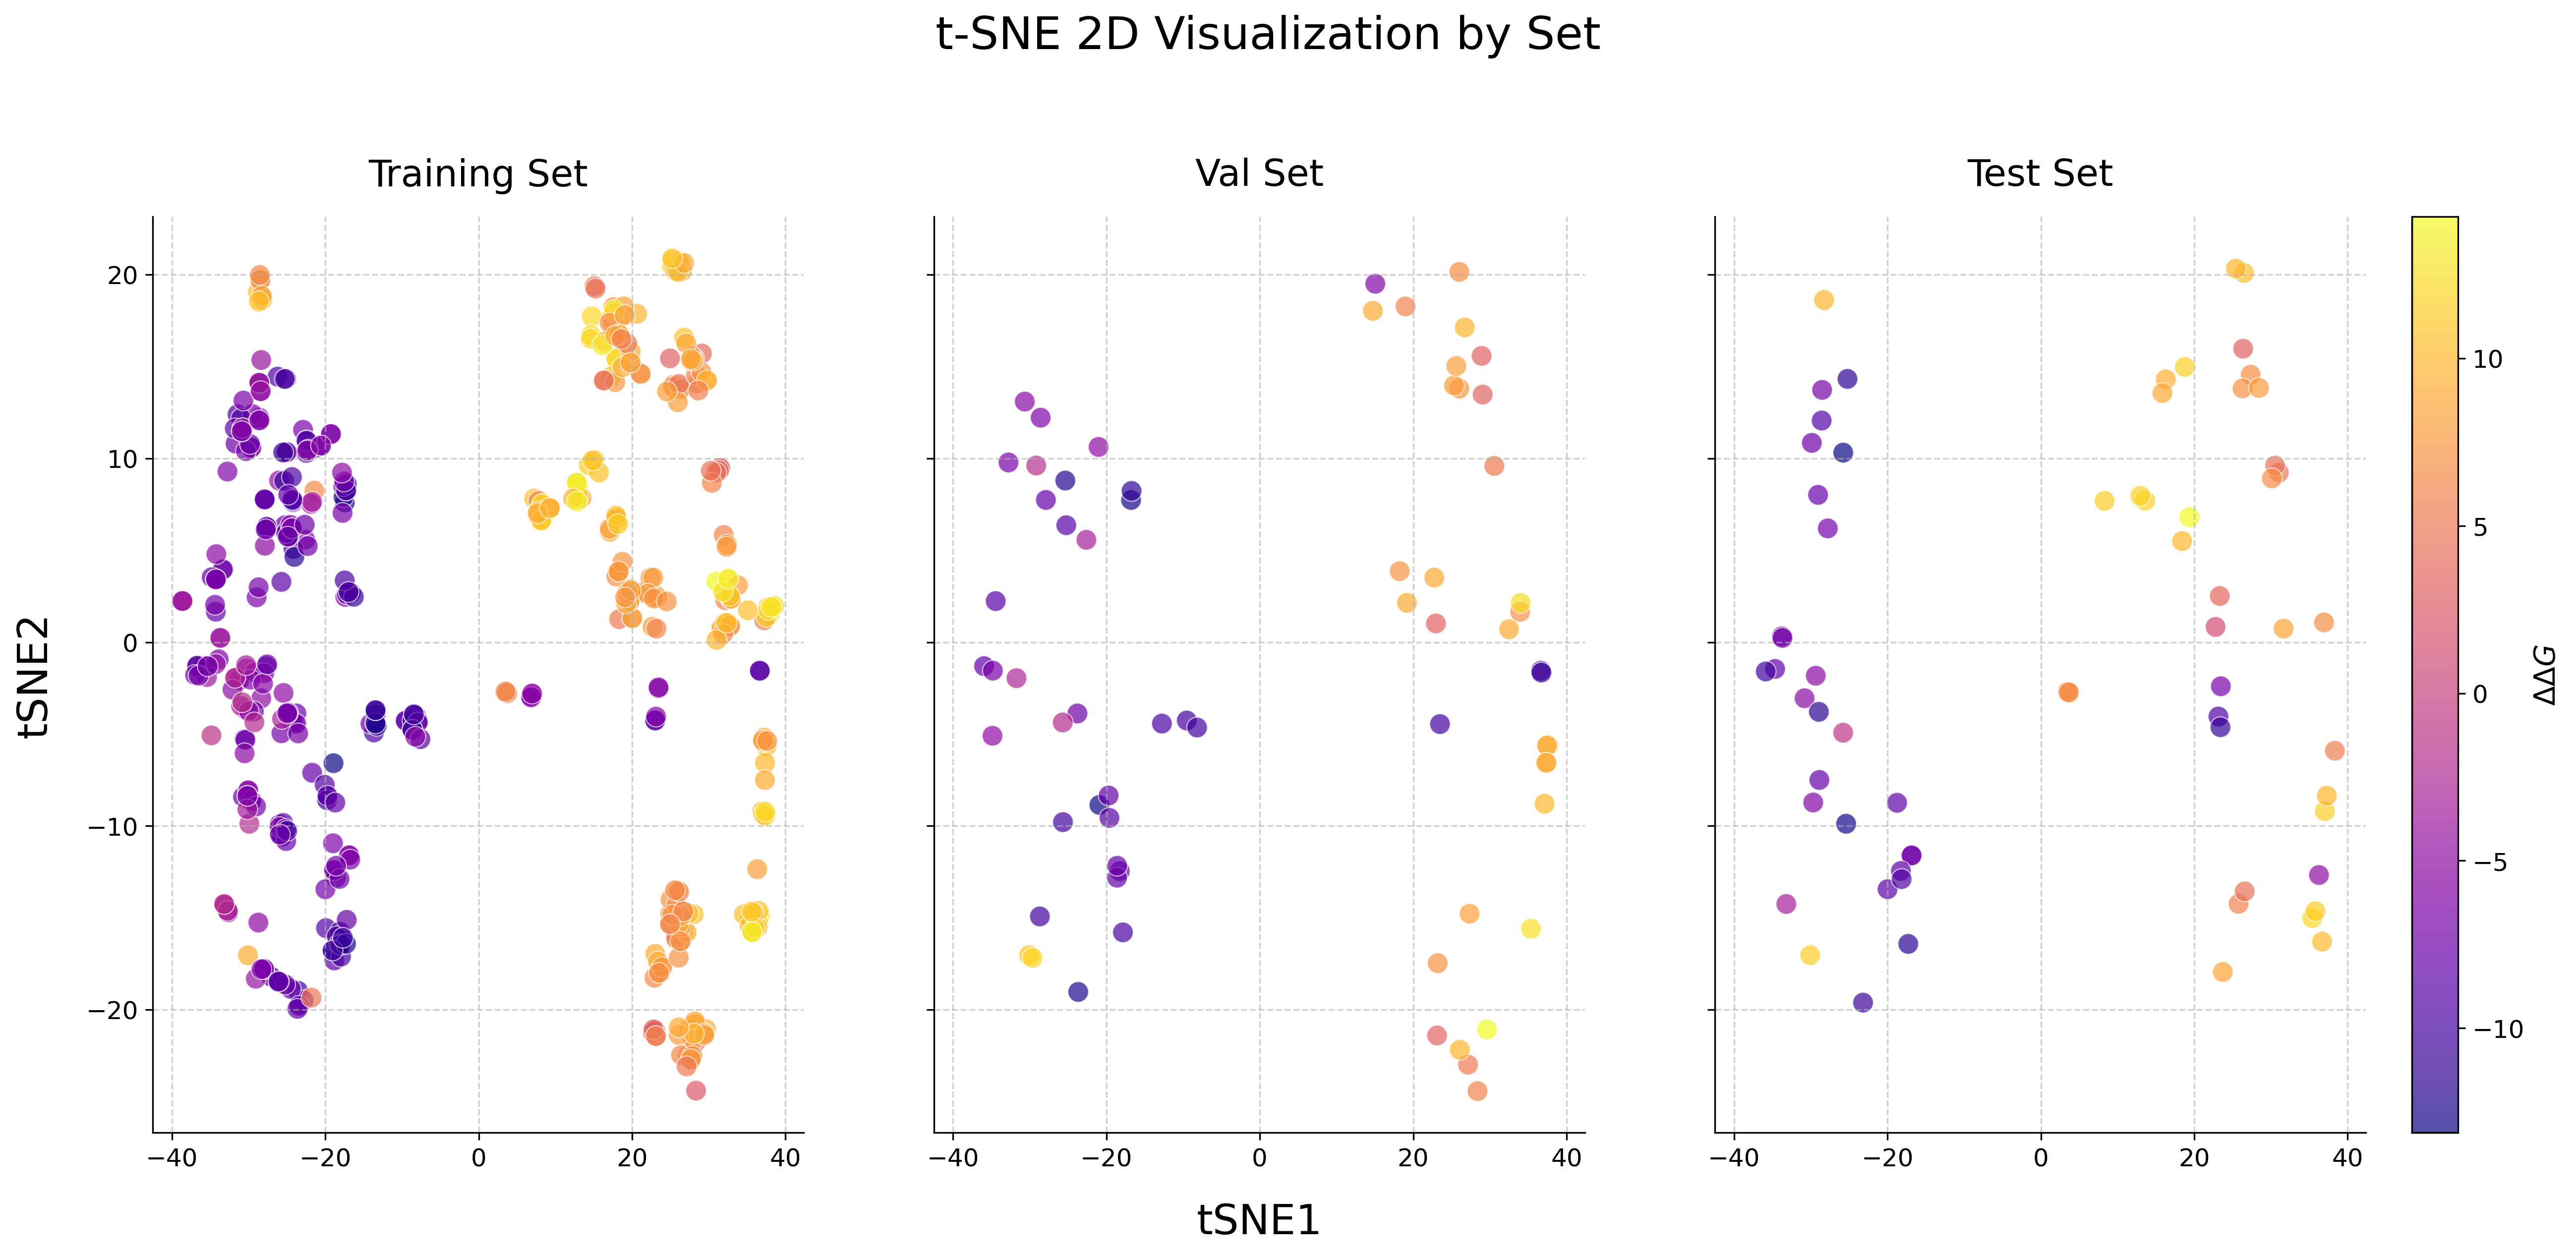 t-SNE 2D Visualization by Set
Training Set
Val Set
Test Set
tSNE2
20
10
0
−10
−20
−40 −20 0 20 40
−40 −20 0 20 40
−40 −20 0 20 40
tSNE1
10
5
0
−5
−10
ΔΔG